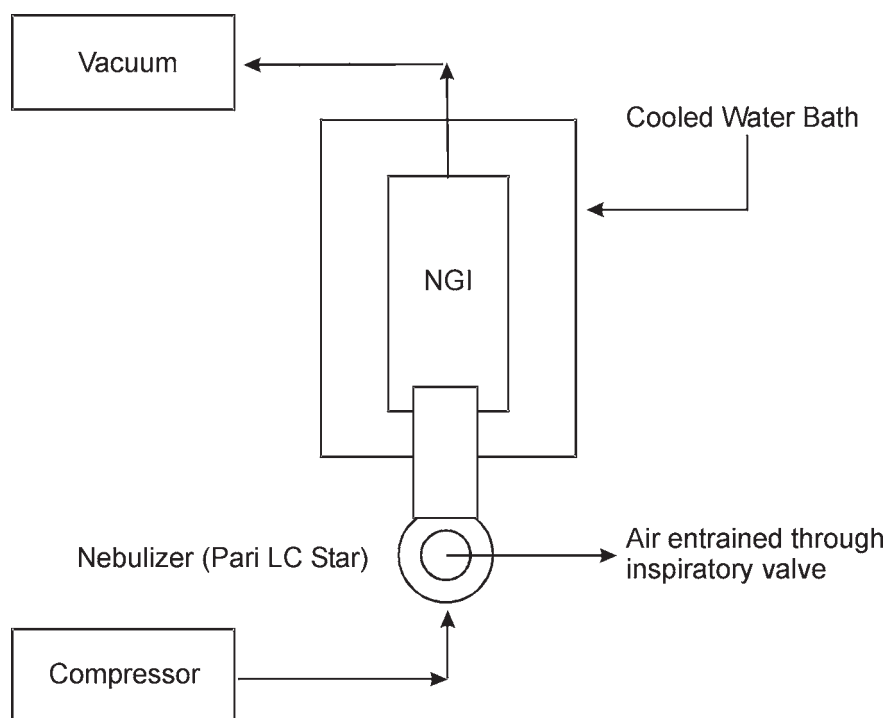 Vacuum
Cooled Water Bath
NGI
Nebulizer (Pari LC Star)
Air entrained through
inspiratory valve
Compressor